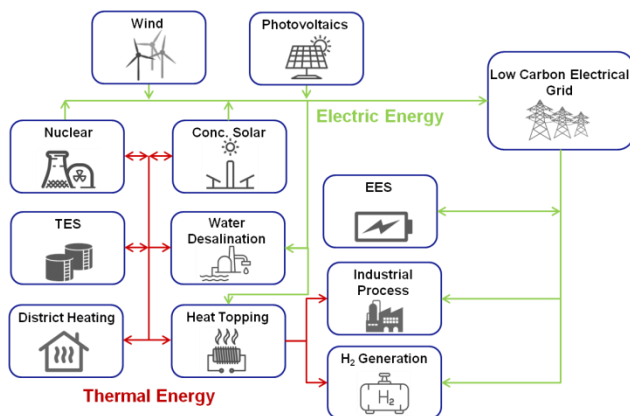 Wind
Photovoltaics
Low Carbon Electrical
Grid
Electric Energy
Nuclear
Conc. Solar
EES
TES
Water
Desalination
Industrial
Process
District Heating
Heat Topping
H₂ Generation
H₂
Thermal Energy